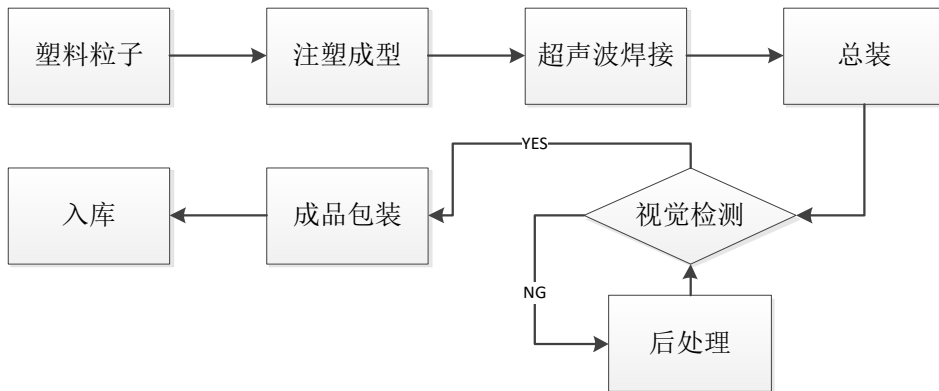 塑料粒子
注塑成型
超声波焊接
总装
YES
入库
成品包装
视觉检测
NG
后处理